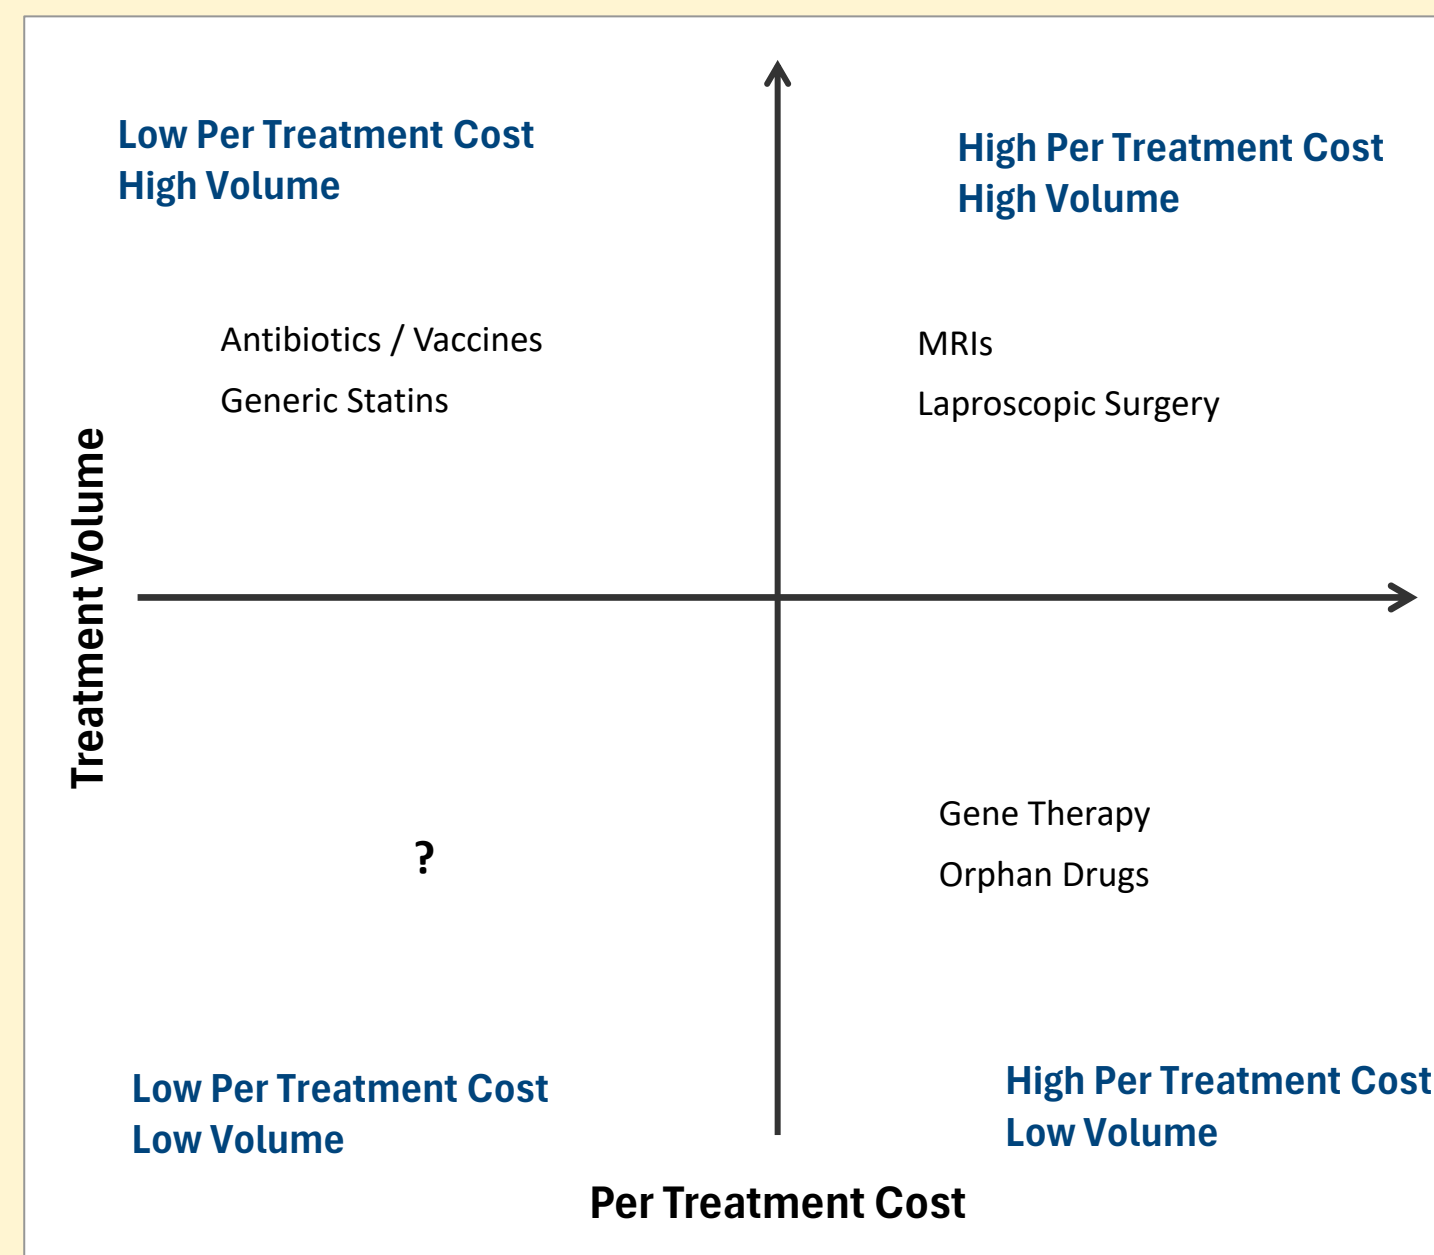 Low Per Treatment Cost
High Volume
High Per Treatment Cost
High Volume
Antibiotics / Vaccines
Generic Statins
MRIs
Laproscopic Surgery
Treatment Volume
?
Gene Therapy
Orphan Drugs
Low Per Treatment Cost
Low Volume
High Per Treatment Cost
Low Volume
Per Treatment Cost